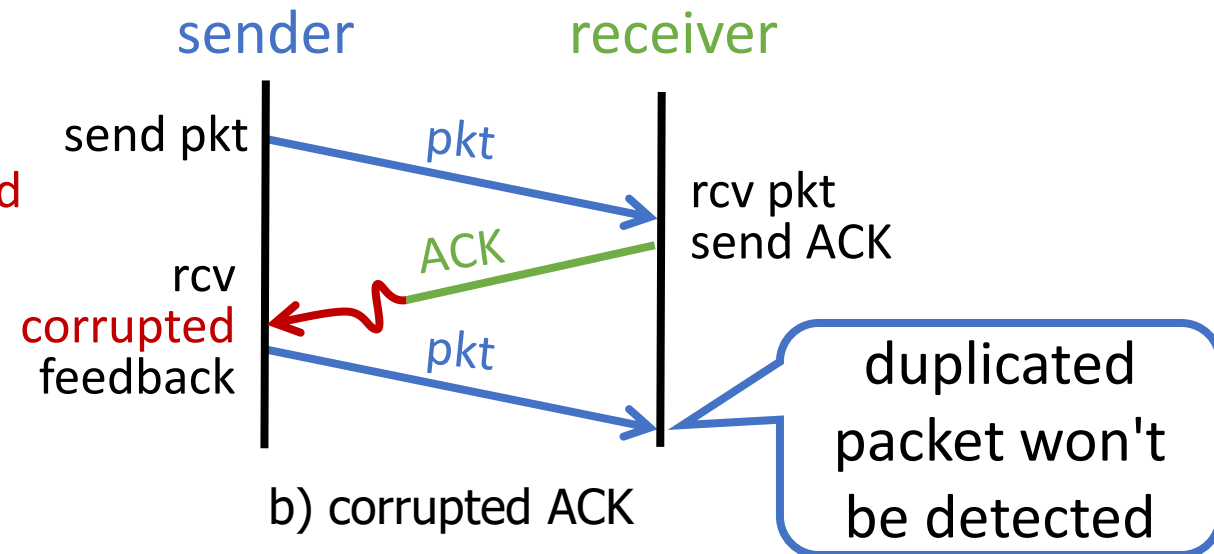 sender
receiver
send pkt
pkt
d
rcv pkt
send ACK
ACK
rcv
corrupted
feedback
pkt
duplicated
packet won't
be detected
b) corrupted ACK